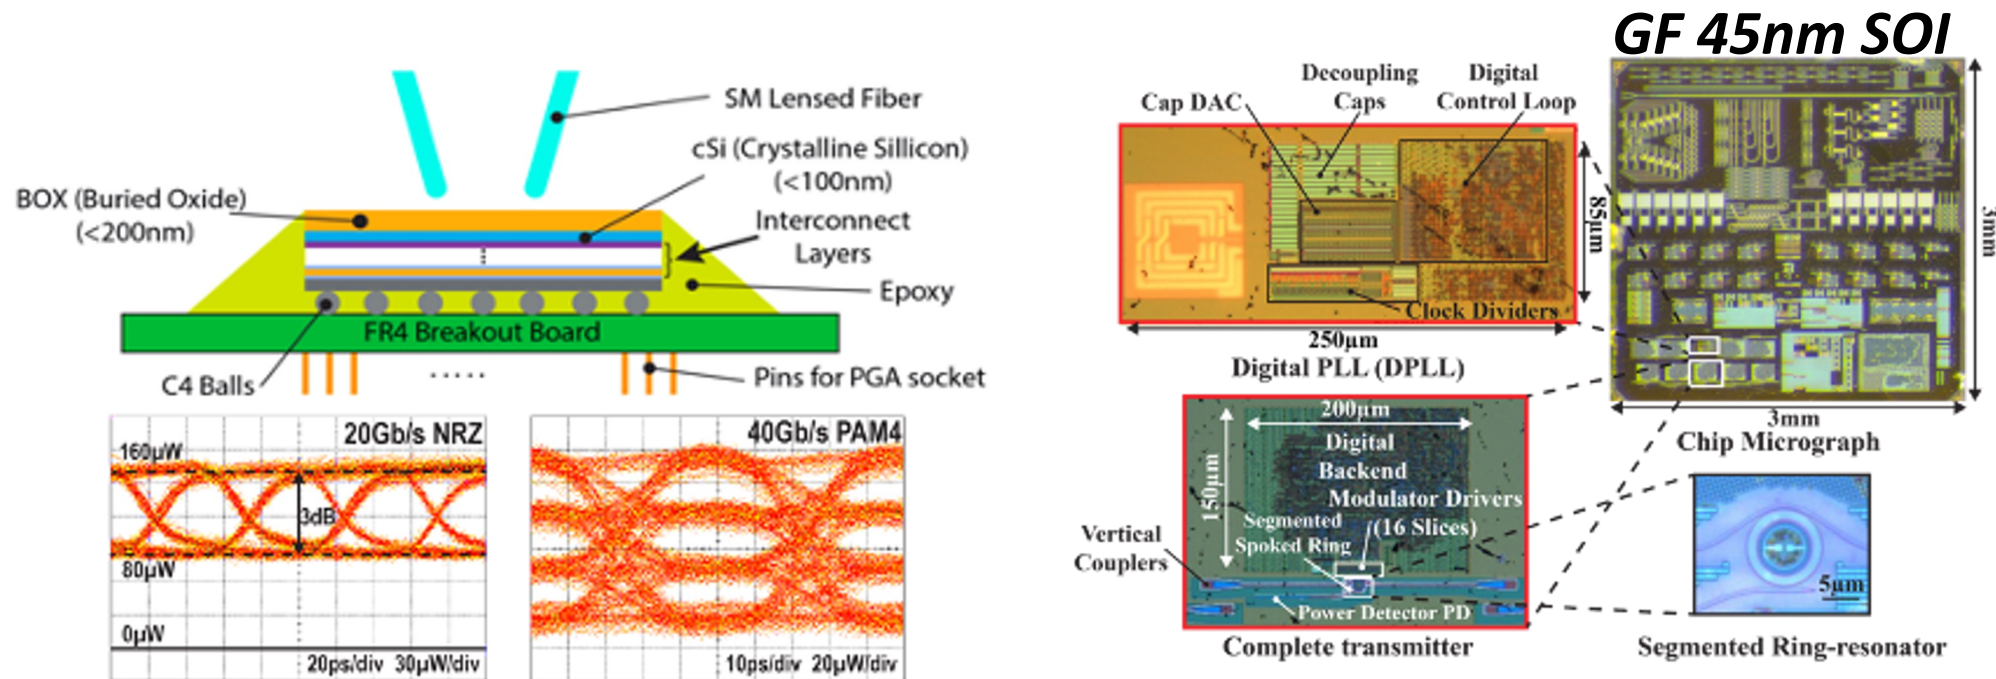 SM Lensed Fiber
cSi (Crystalline Sillicon)
(<100nm)
BOX (Buried Oxide)
(<200nm)
Interconnect
Layers
Epoxy
FR4 Breakout Board
C4 Balls
Pins for PGA socket
20Gb/s NRZ
160µW
3dB
80µW
0µW
20ps/div 30µW/div
40Gb/s PAM4
10ps/div 20µW/div
GF 45nm SOI
Decoupling
Caps
Digital
Control Loop
Cap DAC
Clock Dividers
85µm
250µm
Digital PLL (DPLL)
3mm
3mm
Chip Micrograph
200µm
150µm
Digital
Backend
Modulator Drivers
(16 Slices)
Segmented
Spoked Ring
Vertical
Couplers
Power Detector PD
Complete transmitter
5µm
Segmented Ring-resonator